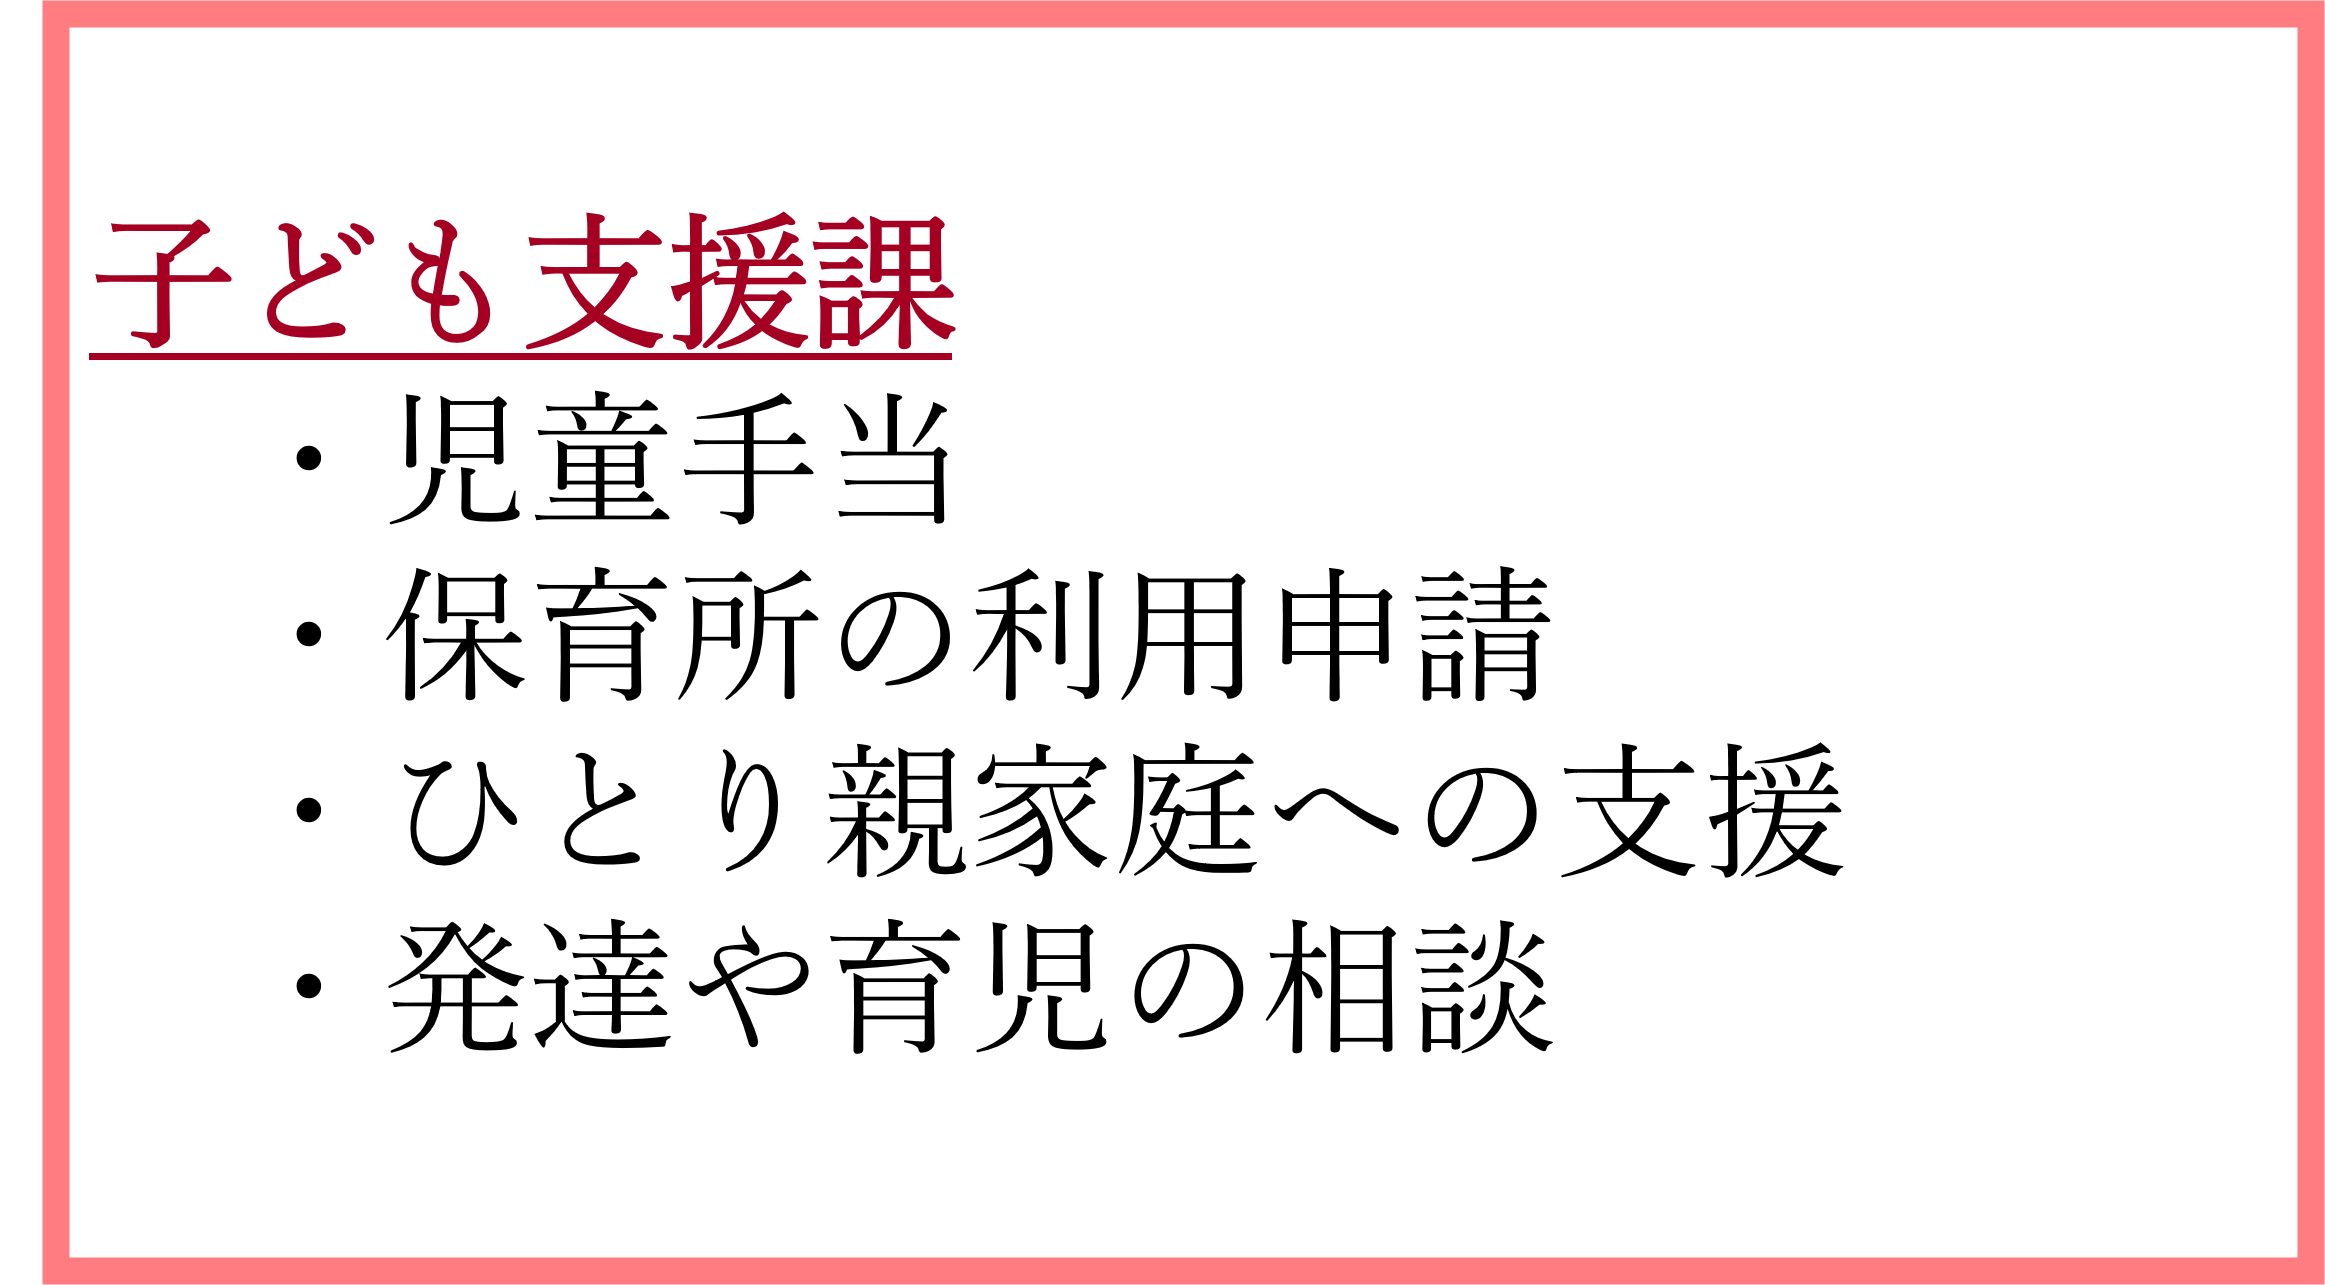 子ども支援課
・児童手当
・保育所の利用申請
・ひとり親家庭への支援
・発達や育児の相談